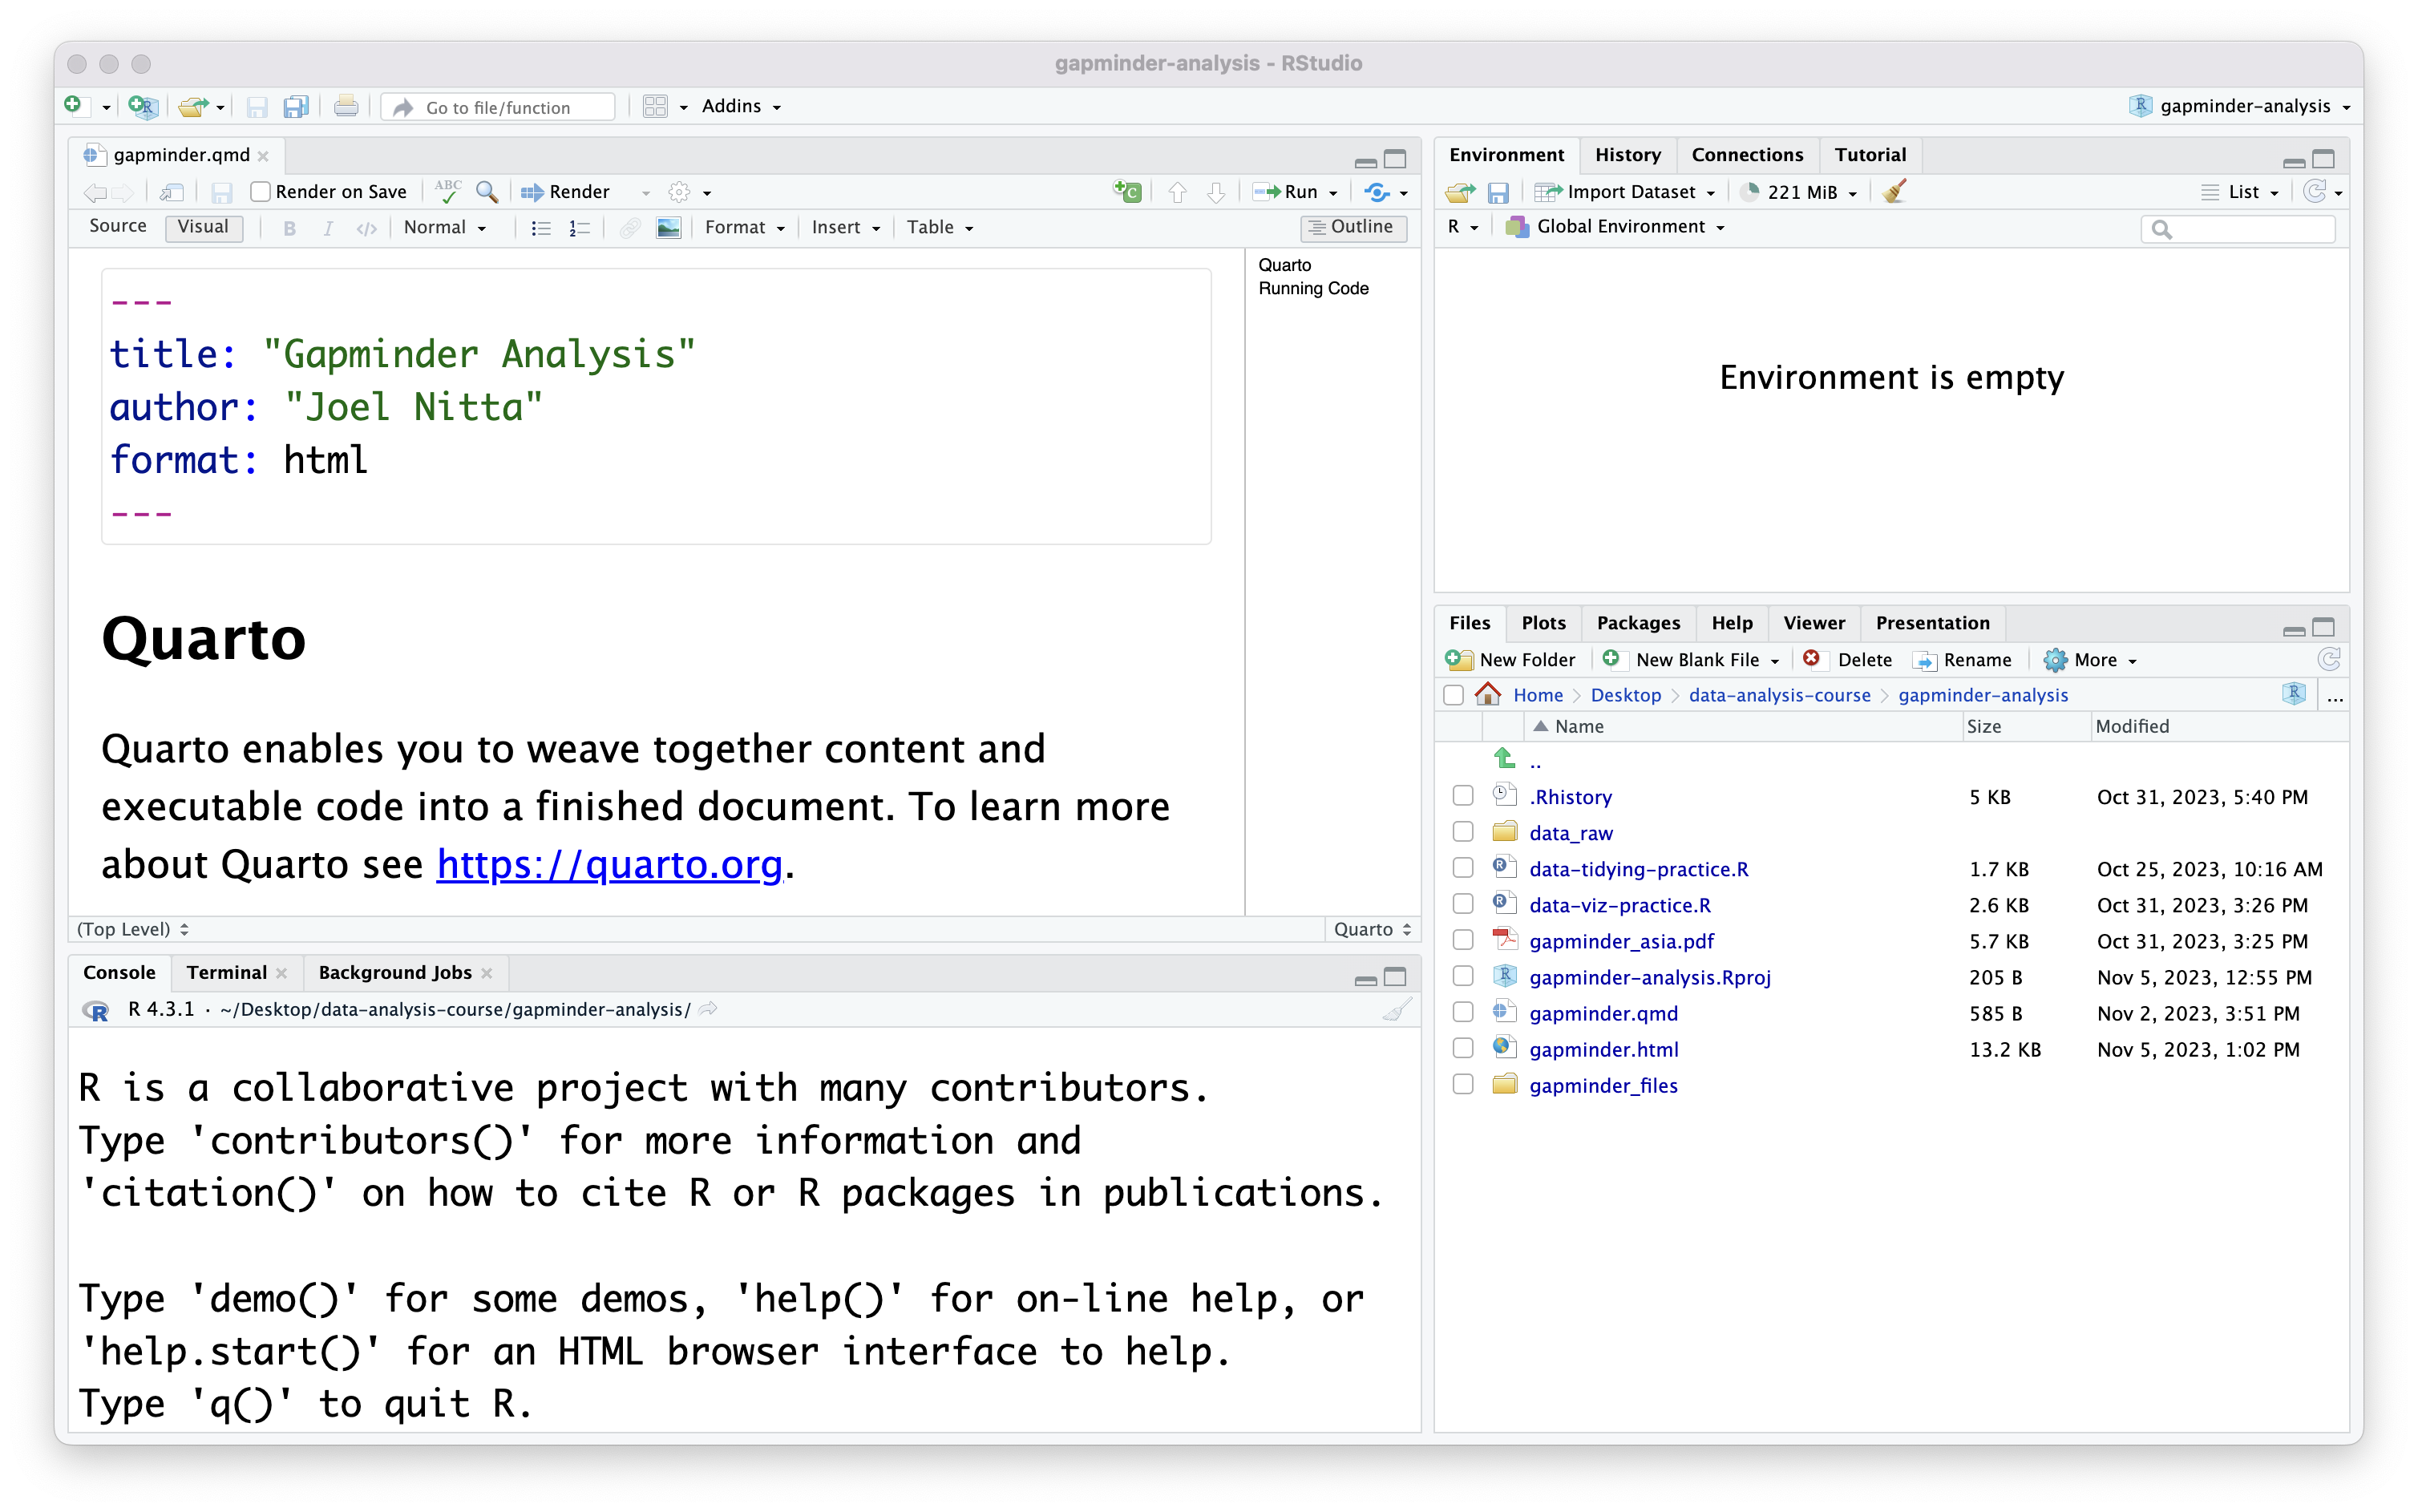 gapminder-analysis - RStudio
Go to file/function
Addins
gapminder-analysis
gapminder.qmd
Render on Save
ABC
Render
Run
Source
Visual
B
I
</>
Normal
Format
Insert
Table
Outline
---
title: "Gapminder Analysis"
author: "Joel Nitta"
format: html
---
Quarto
Quarto enables you to weave together content and
executable code into a finished document. To learn more
about Quarto see https://quarto.org.
Quarto
Running Code
(Top Level)
Quarto
Console
Terminal
Background Jobs
R 4.3.1 · ~/Desktop/data-analysis-course/gapminder-analysis/
R is a collaborative project with many contributors.
Type 'contributors()' for more information and
'citation()' on how to cite R or R packages in publications.
Type 'demo()' for some demos, 'help()' for on-line help, or
'help.start()' for an HTML browser interface to help.
Type 'q()' to quit R.
Environment
History
Connections
Tutorial
Import Dataset
221 MiB
List
R
Global Environment
Environment is empty
Files
Plots
Packages
Help
Viewer
Presentation
New Folder
New Blank File
Delete
Rename
More
Home
Desktop
data-analysis-course
gapminder-analysis
...
Name Size Modified
..
.Rhistory 5 KB Oct 31, 2023, 5:40 PM
data_raw
data-tidying-practice.R 1.7 KB Oct 25, 2023, 10:16 AM
data-viz-practice.R 2.6 KB Oct 31, 2023, 3:26 PM
gapminder_asia.pdf 5.7 KB Oct 31, 2023, 3:25 PM
gapminder-analysis.Rproj 205 B Nov 5, 2023, 12:55 PM
gapminder.qmd 585 B Nov 2, 2023, 3:51 PM
gapminder.html 13.2 KB Nov 5, 2023, 1:02 PM
gapminder_files